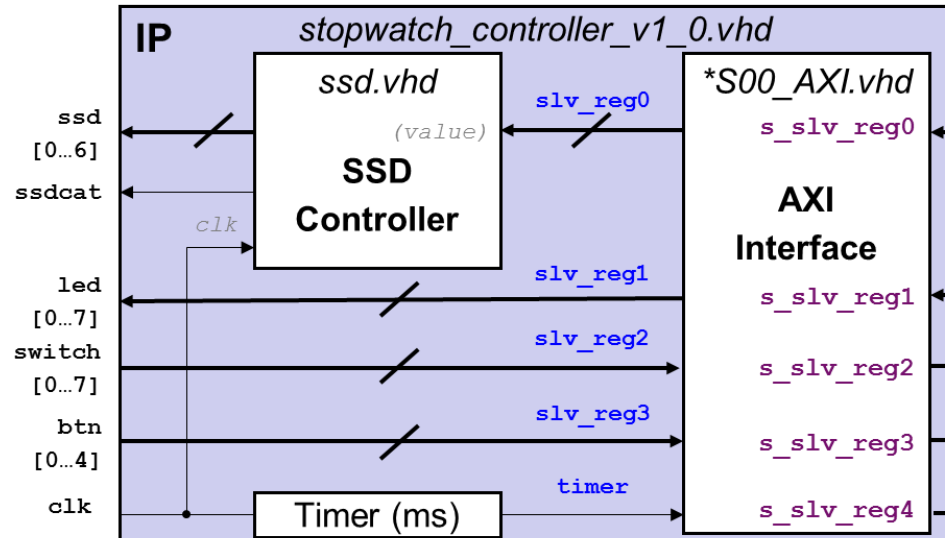 IP
stopwatch_controller_v1_0.vhd
ssd.vhd
(value)
SSD
Controller
clk
slv_reg0
*S00_AXI.vhd
s_slv_reg0
AXI
Interface
ssd
[0...6]
ssdcat
led
[0...7]
slv_reg1
s_slv_reg1
switch
[0...7]
slv_reg2
s_slv_reg2
btn
[0...4]
slv_reg3
s_slv_reg3
clk
Timer (ms)
timer
s_slv_reg4